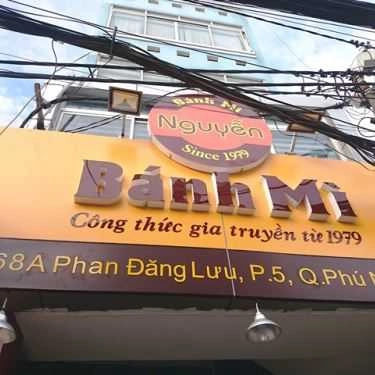 Bánh Mì
Nguyễn
Since 1979
Bánh Mì
Công thức gia truyền từ 1979
68A Phan Đăng Lưu, P.5, Q.Phú